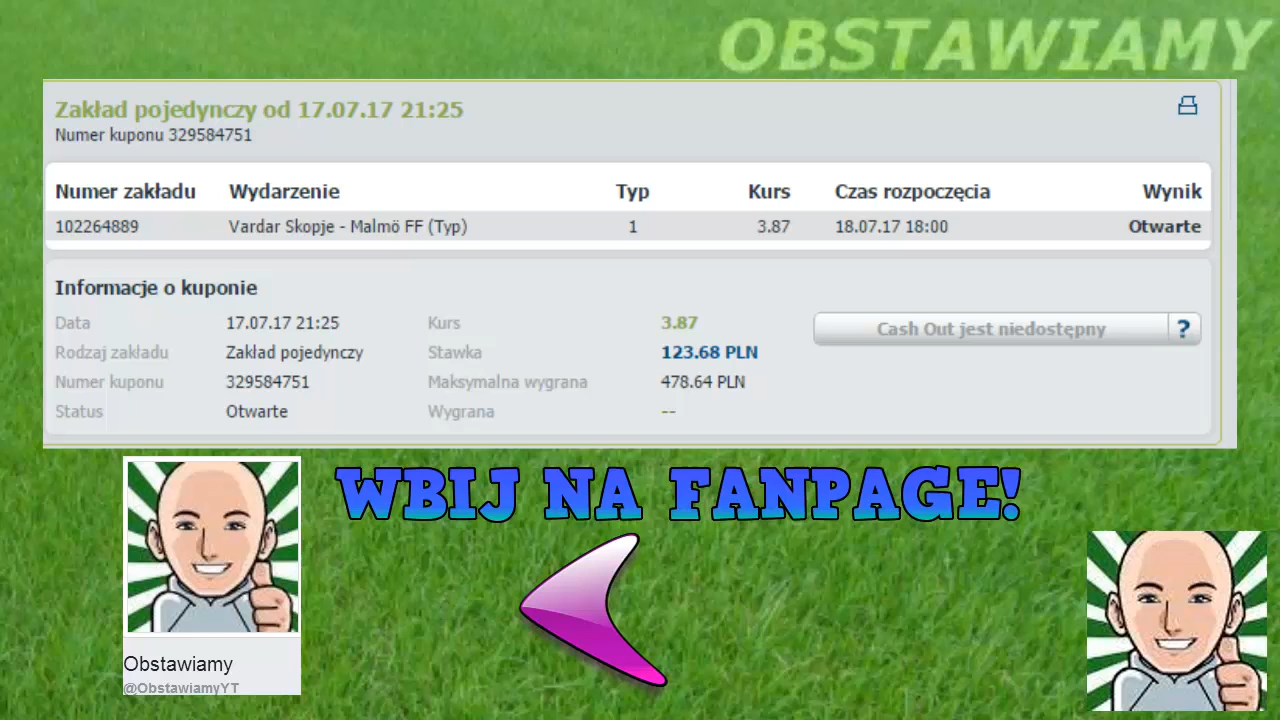 OBSTAWIAMY
Zakład pojedynczy od 17.07.17 21:25
Numer kuponu 329584751
Numer zakładu Wydarzenie Typ Kurs Czas rozpoczęcia Wynik
102264889 Vardar Skopje - Malmö FF (Typ) 1 3.87 18.07.17 18:00 Otwarte
Informacje o kuponie
Data 17.07.17 21:25 Kurs 3.87 Cash Out jest niedostępny ?
Rodzaj zakładu Zakład pojedynczy Stawka 123.68 PLN
Numer kuponu 329584751 Maksymalna wygrana 478.64 PLN
Status Otwarte Wygrana --
WBIJ NA FANPAGE!
Obstawiamy
@ObstawiamyYT